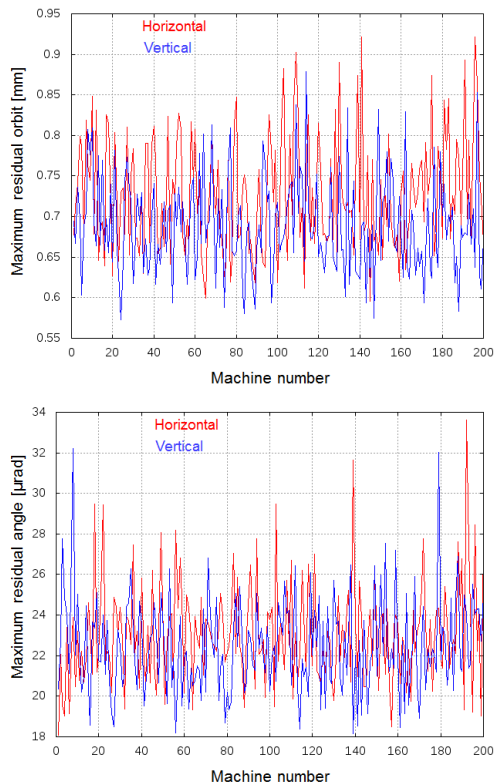 Maximum residual orbit [mm]
0.95
0.9
0.85
0.8
0.75
0.7
0.65
0.6
0.55
Horizontal
Vertical
0 20 40 60 80 100 120 140 160 180 200
Machine number
Maximum residual angle [µrad]
34
32
30
28
26
24
22
20
18
Horizontal
Vertical
0 20 40 60 80 100 120 140 160 180 200
Machine number